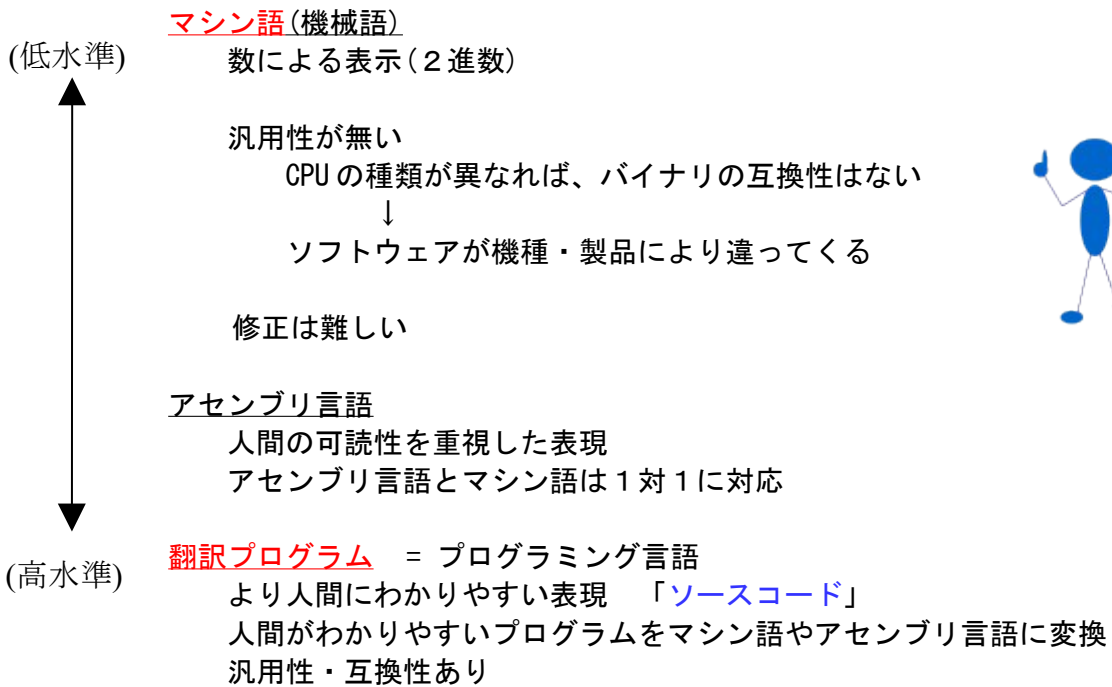 マシン語(機械語)
(低水準)
数による表示(２進数)
汎用性が無い
CPUの種類が異なれば、バイナリの互換性はない
↓
ソフトウェアが機種・製品により違ってくる
修正は難しい
アセンブリ言語
人間の可読性を重視した表現
アセンブリ言語とマシン語は１対１に対応
(高水準)
翻訳プログラム = プログラミング言語
より人間にわかりやすい表現 「ソースコード」
人間がわかりやすいプログラムをマシン語やアセンブリ言語に変換
汎用性・互換性あり